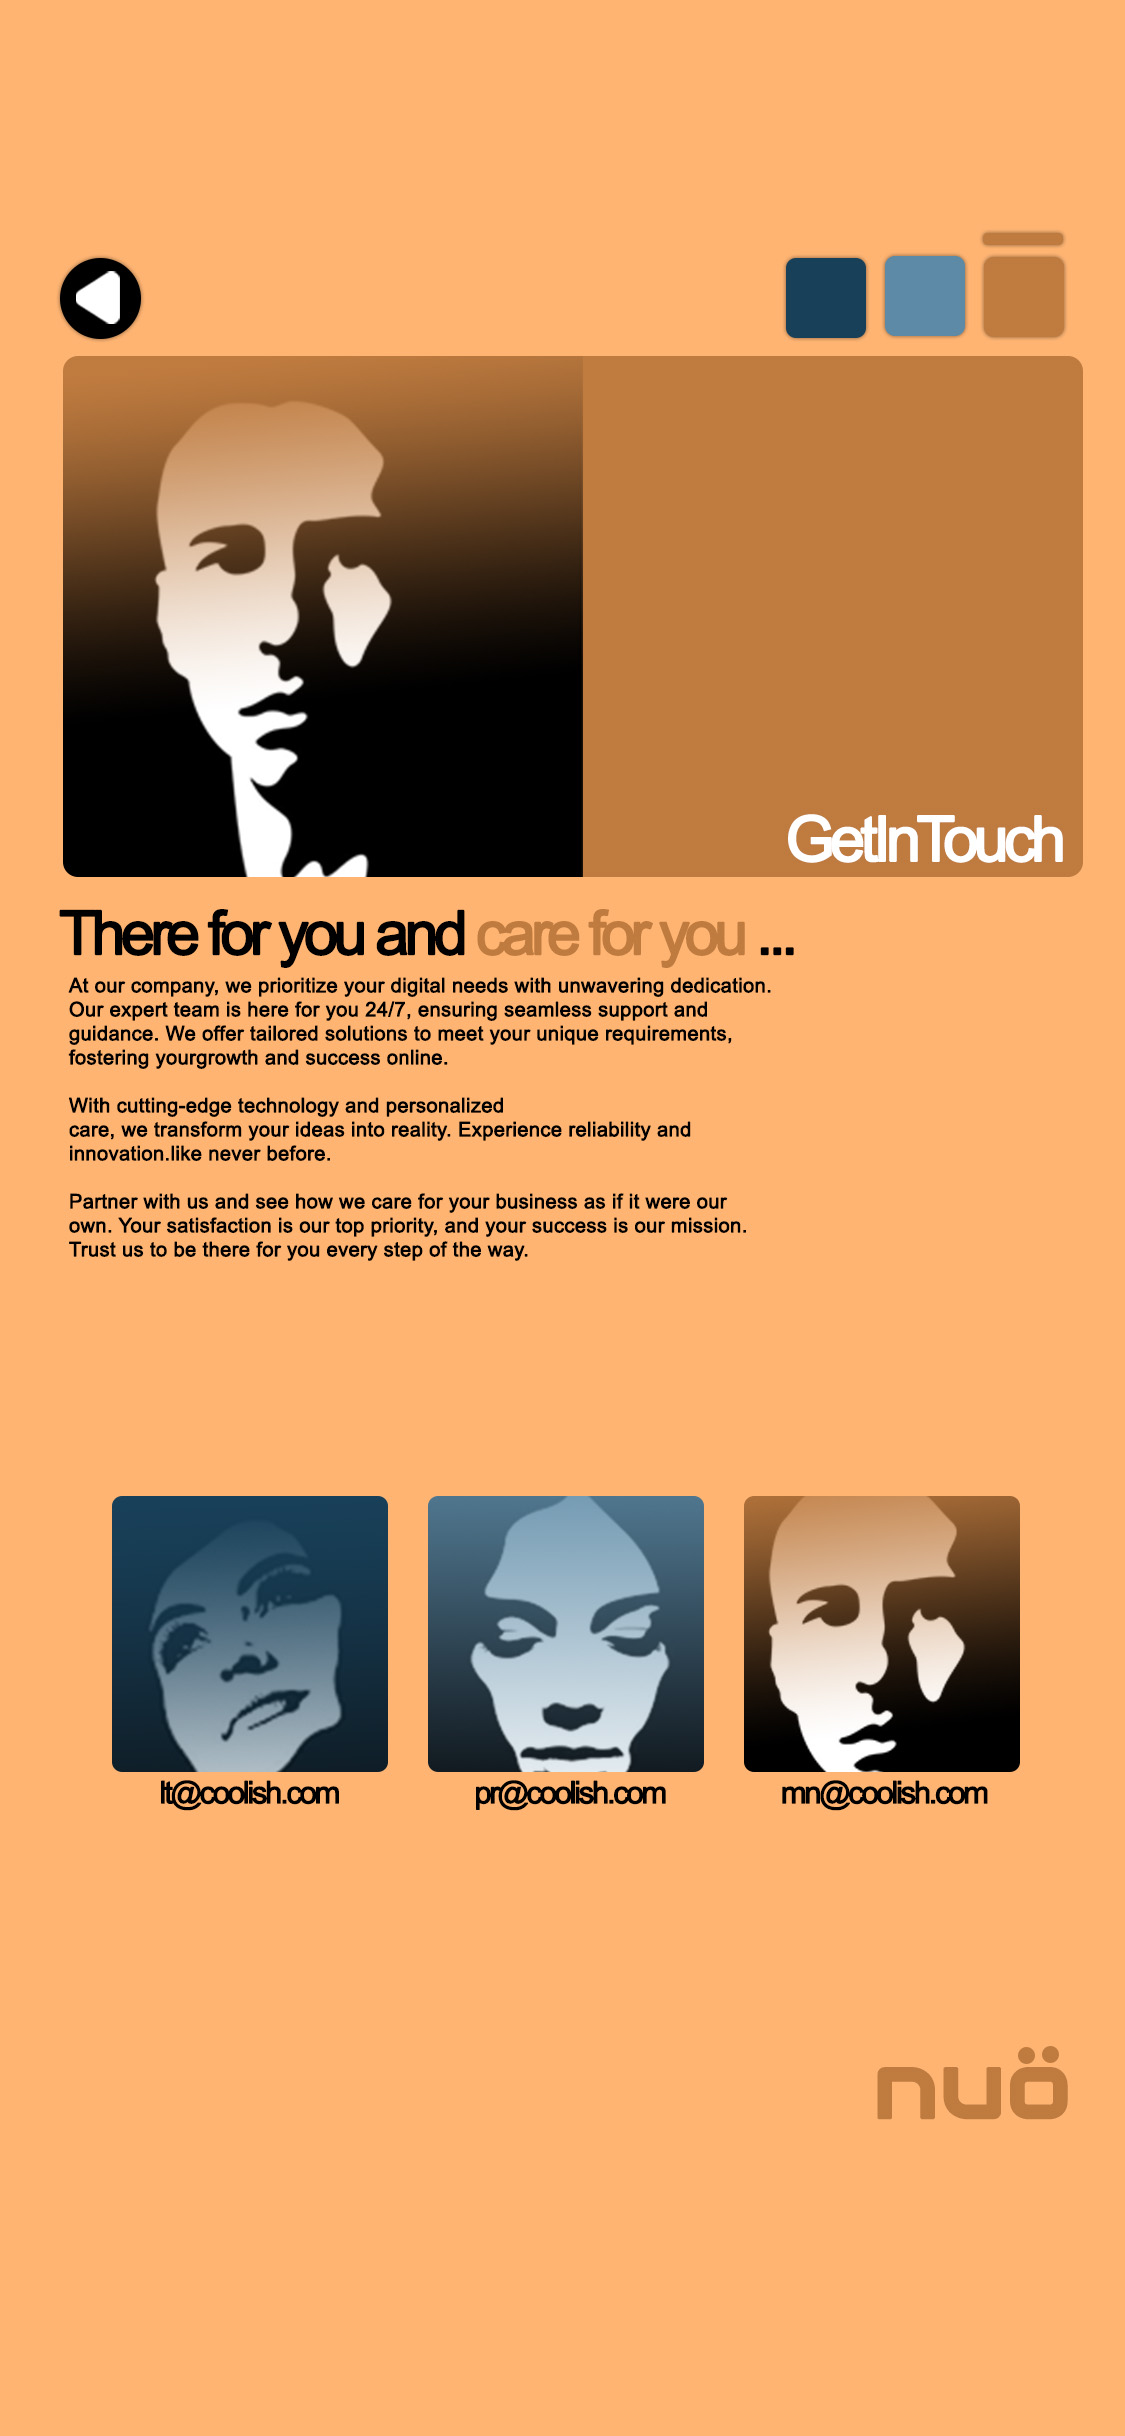 GetInTouch
There for you and care for you ...
At our company, we prioritize your digital needs with unwavering dedication.
Our expert team is here for you 24/7, ensuring seamless support and
guidance. We offer tailored solutions to meet your unique requirements,
fostering yourgrowth and success online.
With cutting-edge technology and personalized
care, we transform your ideas into reality. Experience reliability and
innovation.like never before.
Partner with us and see how we care for your business as if it were our
own. Your satisfaction is our top priority, and your success is our mission.
Trust us to be there for you every step of the way.
lt@coolish.com
pr@coolish.com
mn@coolish.com
nuö